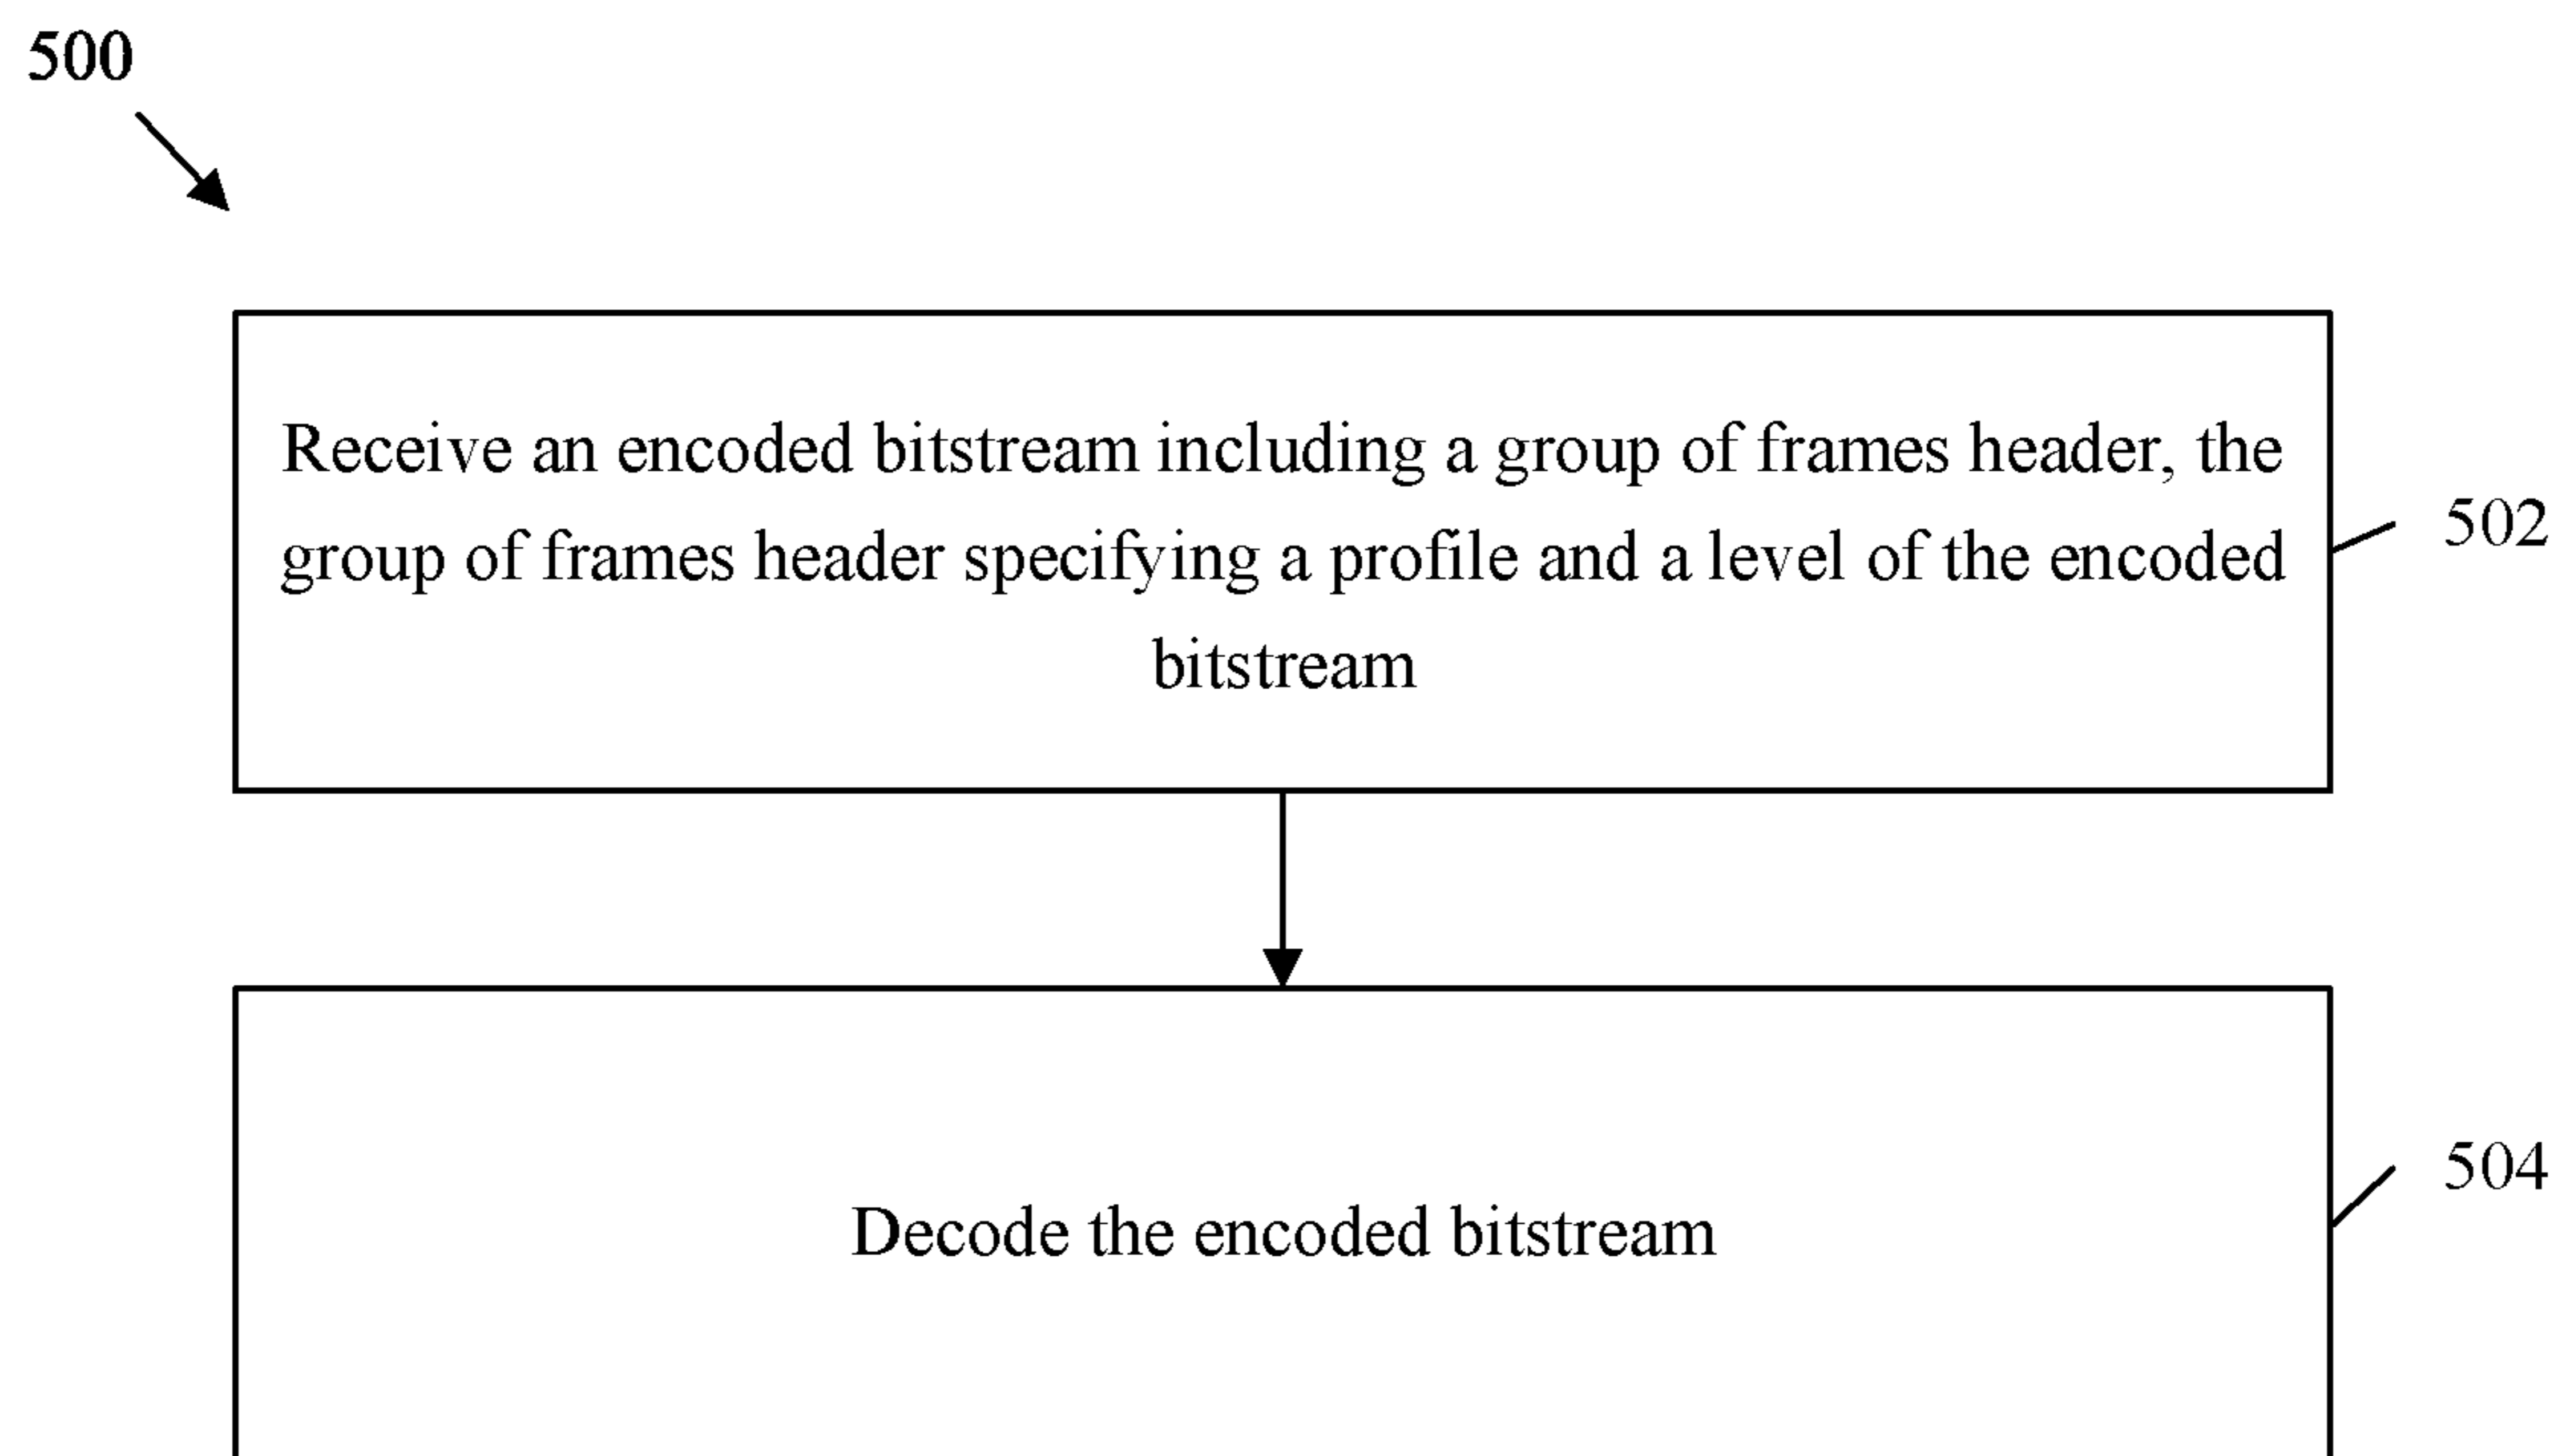 500
Receive an encoded bitstream including a group of frames header, the
group of frames header specifying a profile and a level of the encoded
bitstream
502
Decode the encoded bitstream
504